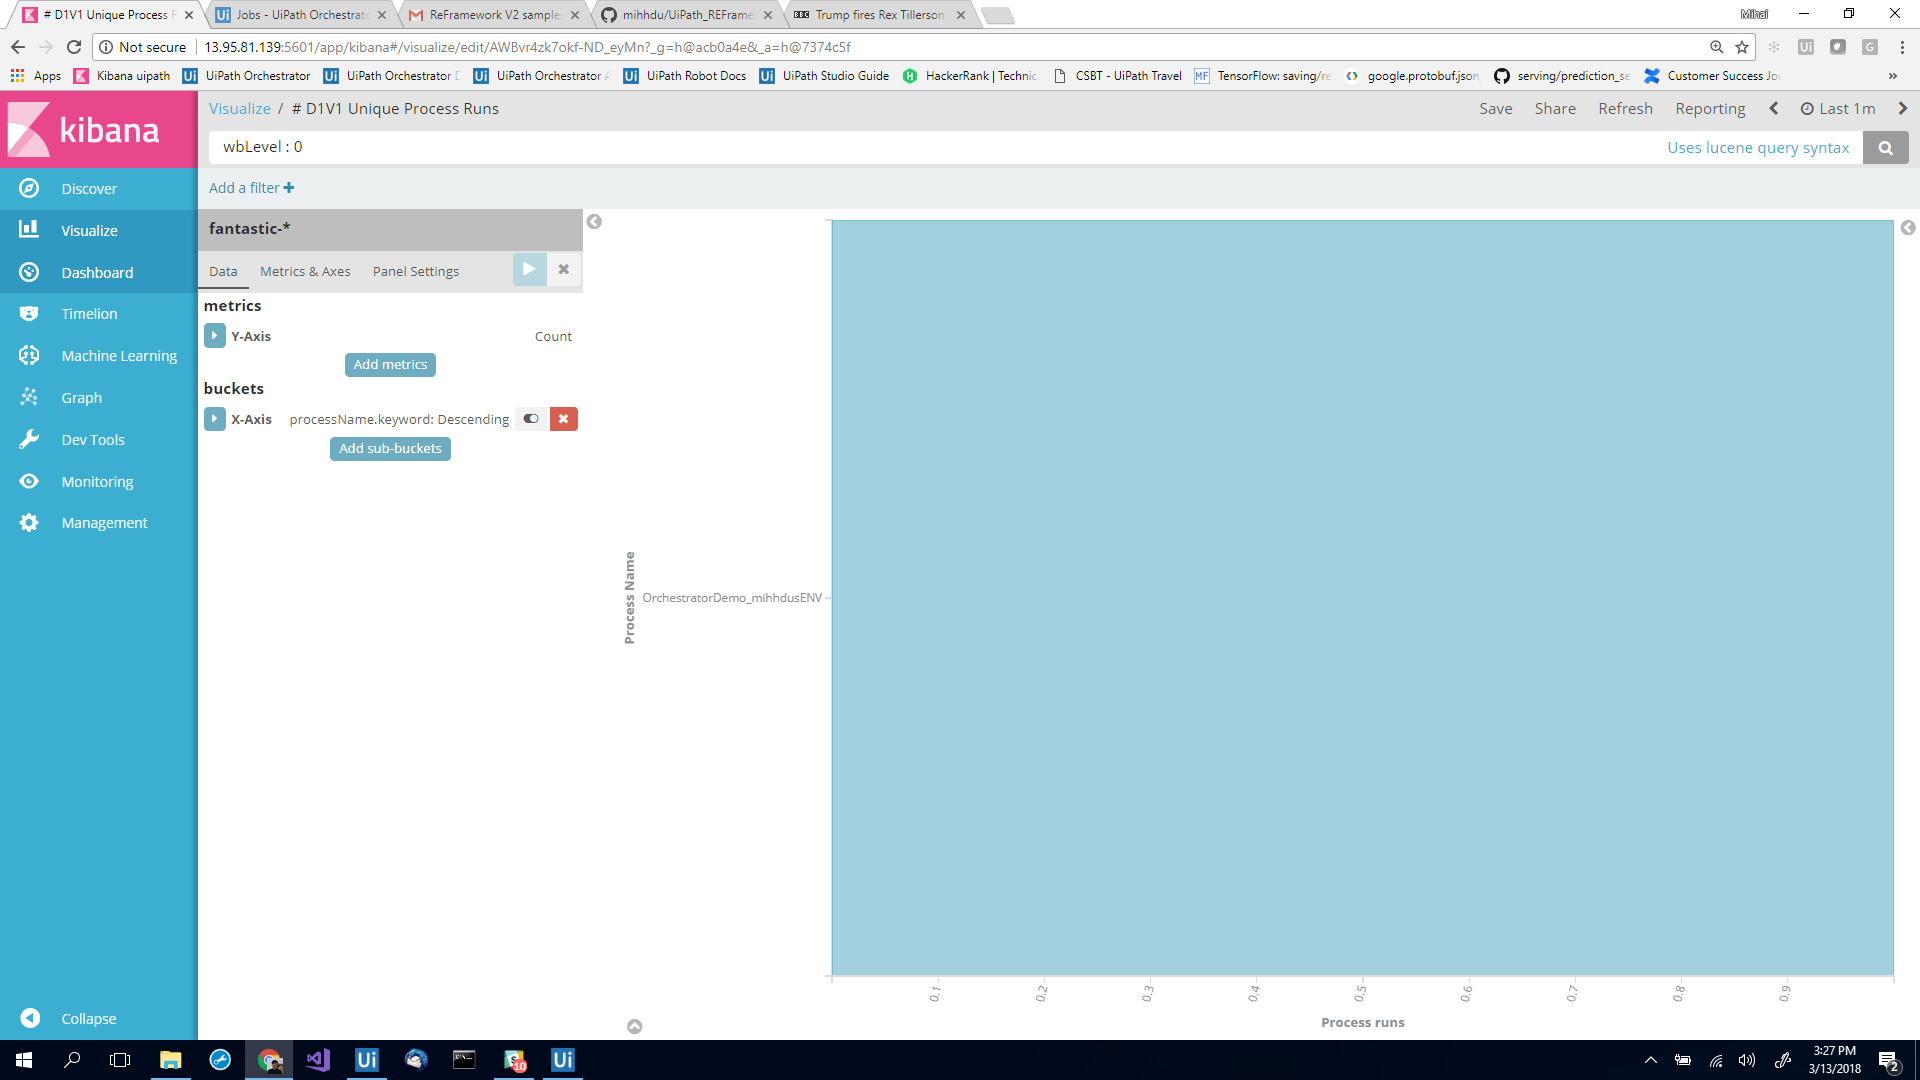 # D1V1 Unique Process R
Jobs - UiPath Orchestrato
ReFramework V2 sample
mihhdu/UiPath_REFrame
BBC Trump fires Rex Tillerson
Mihai
Not secure
13.95.81.139:5601/app/kibana#/visualize/edit/AWBvr4zk7okf-ND_eyMn?_g=h@acb0a4e&_a=h@7374c5f
Apps
Kibana uipath
UiPath Orchestrator
UiPath Orchestrator D
UiPath Orchestrator A
UiPath Robot Docs
UiPath Studio Guide
HackerRank | Technic
CSBT - UiPath Travel
TensorFlow: saving/re
google.protobuf.json
serving/prediction_se
Customer Success Jou
kibana
Visualize / # D1V1 Unique Process Runs
Save
Share
Refresh
Reporting
Last 1m
wbLevel : 0
Uses lucene query syntax
Add a filter
Discover
Visualize
Dashboard
Timelion
Machine Learning
Graph
Dev Tools
Monitoring
Management
Collapse
fantastic-*
Data
Metrics & Axes
Panel Settings
metrics
Y-Axis
Count
Add metrics
buckets
X-Axis
processName.keyword: Descending
Add sub-buckets
Process Name
OrchestratorDemo_mihhdusENV
0.1
0.2
0.3
0.4
0.5
0.6
0.7
0.8
0.9
Process runs
10
3:27 PM
3/13/2018
2